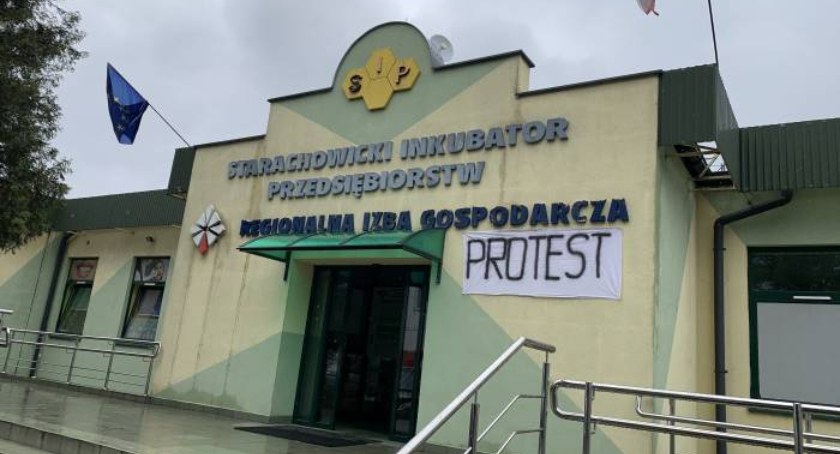 SIP
STARACHOWICKI INKUBATOR
PRZEDSIĘBIORSTW
REGIONALNA IZBA GOSPODARCZA
PROTEST